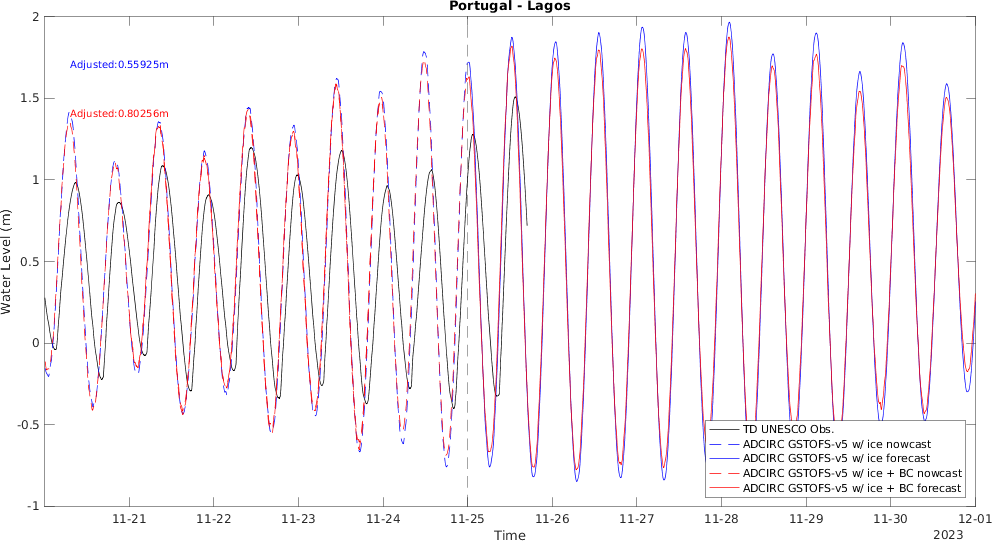 Portugal - Lagos
2
1.5
1
0.5
0
-0.5
-1
Water Level (m)
Adjusted:0.55925m
Adjusted:0.80256m
TD UNESCO Obs.
ADCIRC GSTOFS-v5 w/ ice nowcast
ADCIRC GSTOFS-v5 w/ ice forecast
ADCIRC GSTOFS-v5 w/ ice + BC nowcast
ADCIRC GSTOFS-v5 w/ ice + BC forecast
11-21 11-22 11-23 11-24 11-25 11-26 11-27 11-28 11-29 11-30 12-01
Time
2023